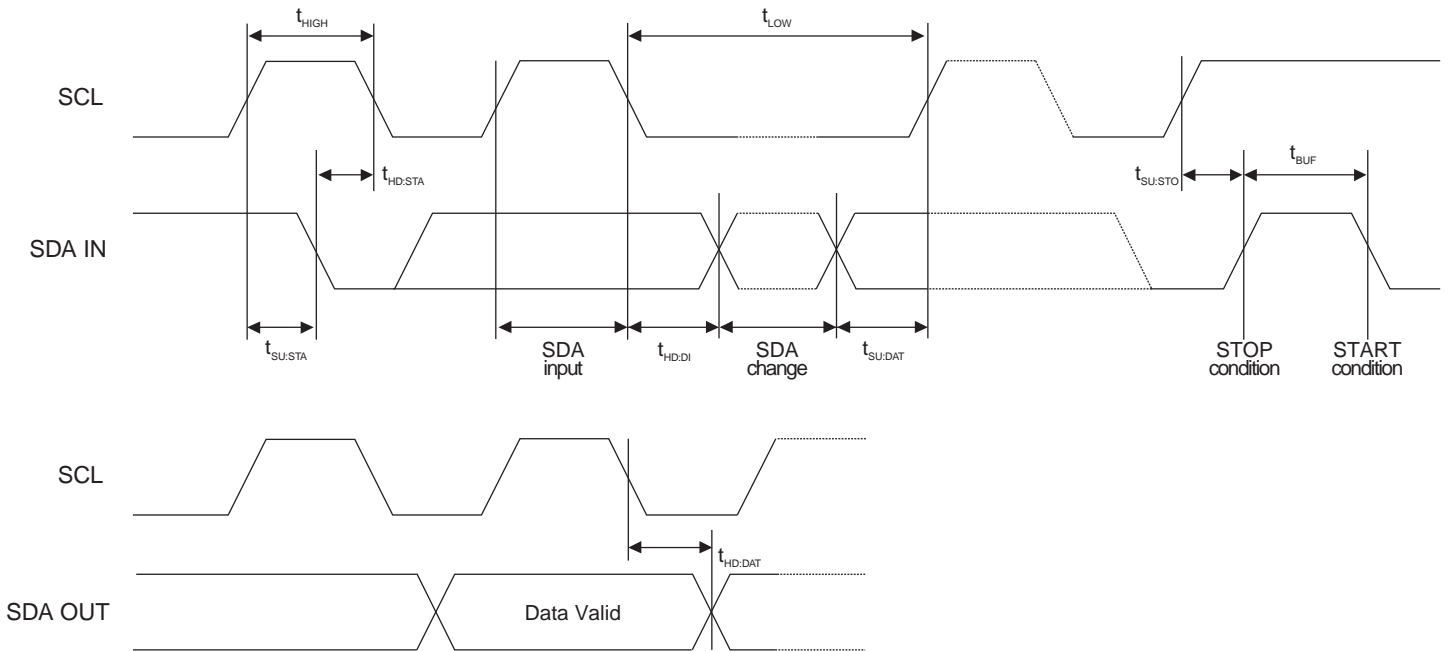 tHIGH
tLOW
SCL
tHD:STA
tSU:STO
tBUF
SDA IN
tSU:STA
SDA
input
tHD:DI
SDA
change
tSU:DAT
STOP
condition
START
condition
SCL
tHD:DAT
SDA OUT
Data Valid